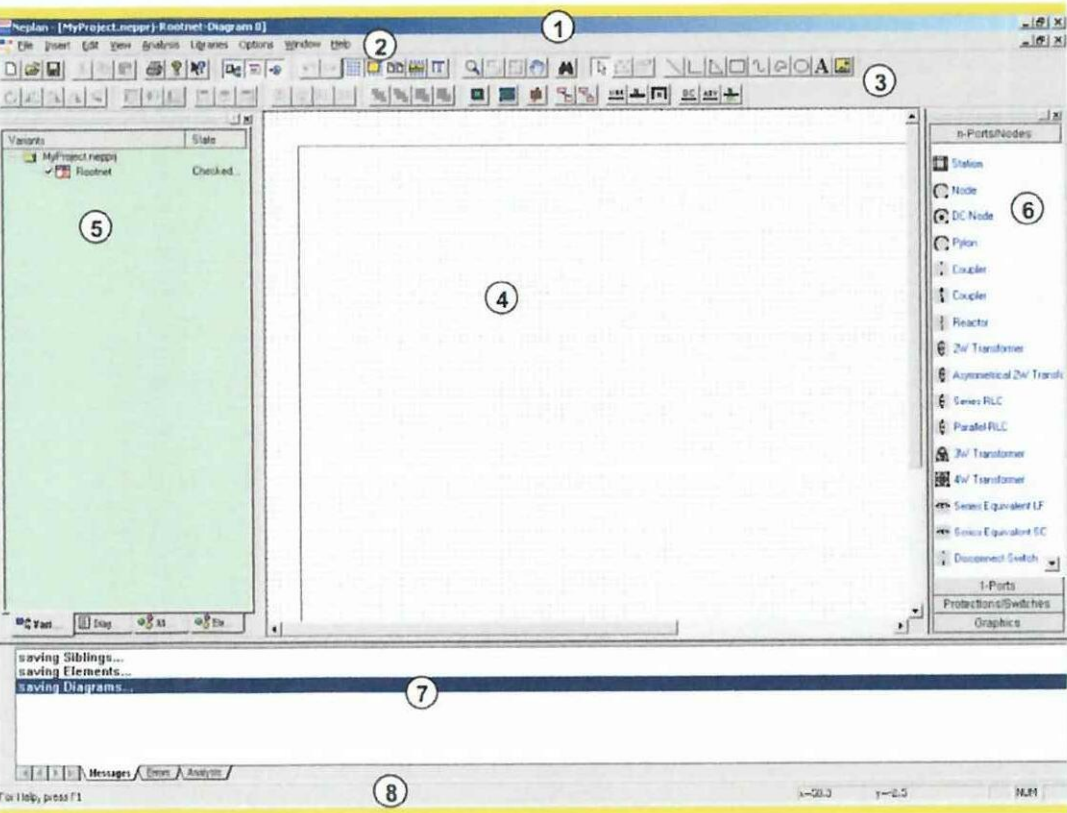 Neplan - [MyProject.nepprj-Rootnet-Diagram 0]
1
File Insert Edit View Analysis Libraries Options Window Help
2
A
3
Variants State
MyProject.nepprj
Rootnet Checked...
5
4
n-Ports/Nodes
Station
Node
DC-Node
6
Pylon
Coupler
Coupler
Reactor
2W Transformer
Asymmetrical 2W Transfo
Series RLC
Parallel RLC
3W Transformer
4W Transformer
Series Equivalent LF
Series Equivalent SC
Disconnect Switch
1-Ports
Protections/Switches
Graphics
Vari... Diag... All... Ele...
saving Siblings...
saving Elements...
saving Diagrams...
7
Messages Errors Analysis
8
For Help, press F1
NUM